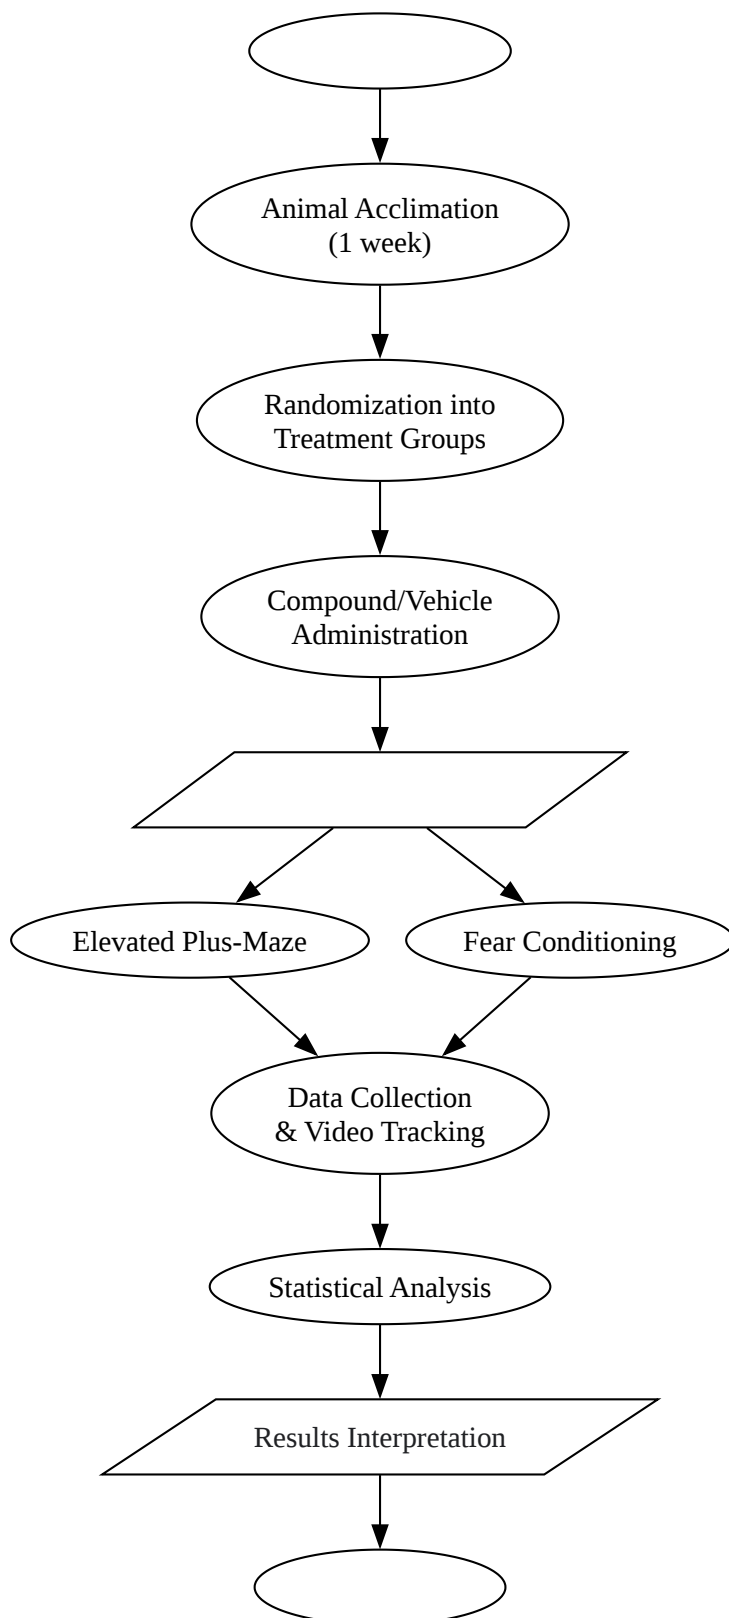 Animal Acclimation
(1 week)
Randomization into
Treatment Groups
Compound/Vehicle
Administration
Elevated Plus-Maze
Fear Conditioning
Data Collection
& Video Tracking
Statistical Analysis
Results Interpretation